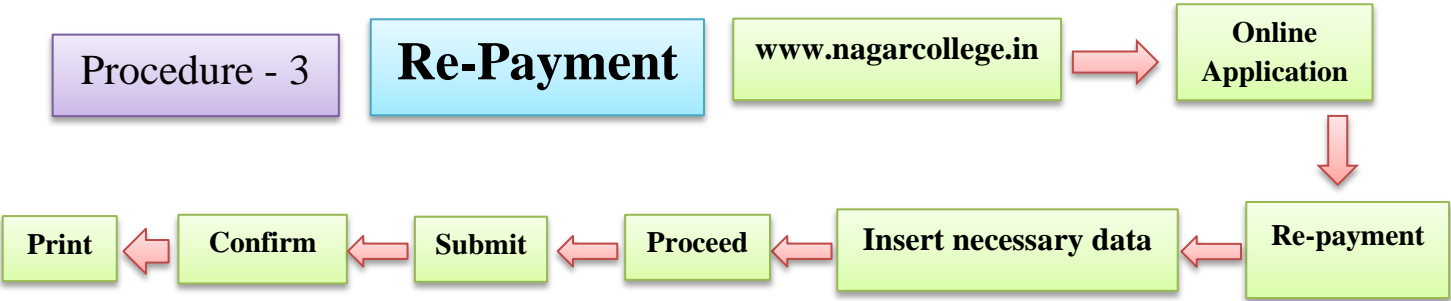 Procedure - 3
Re-Payment
www.nagarcollege.in
Online
Application
Re-payment
Insert necessary data
Proceed
Submit
Confirm
Print